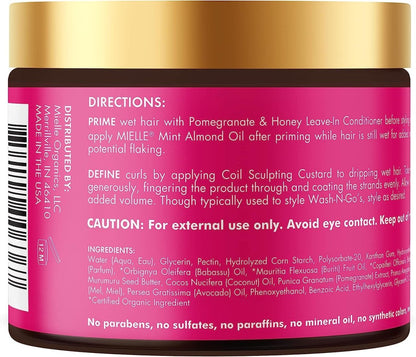 DIRECTIONS:
PRIME wet hair with Pomegranate & Honey Leave-In Conditioner before styling
apply MIELLE® Mint Almond Oil after priming while hair is still wet for added
potential flaking.
DEFINE curls by applying Coil Sculpting Custard to dripping wet hair.
generously, fingering the product through and coating the strands evenly.
added volume. Though typically used to style Wash-N-Go's, style as desired.
CAUTION: For external use only. Avoid eye contact. Keep out of
INGREDIENTS:
Water (Aqua, Eau), Glycerin, Pectin, Hydrolyzed Corn Starch, Polysorbate-20, Xanthan Gum,
(Parfum), *Orbignya Oleifera (Babassu) Oil, *Mauritia Flexuosa (Buriti) Fruit Oil,
Murumuru Seed Butter, Cocos Nucifera (Coconut) Oil, Punica Granatum (Pomegranate) Extract,
(Mel, Miel), Persea Gratissima (Avocado) Oil, Phenoxyethanol, Benzoic Acid, Ethylhexylglycerin,
*Certified Organic Ingredient
No parabens, no sulfates, no paraffins, no mineral oil, no synthetic
DISTRIBUTED BY:
Mielle Organics, LLC
Merrillville, IN 46410
MADE IN THE USA
12 M